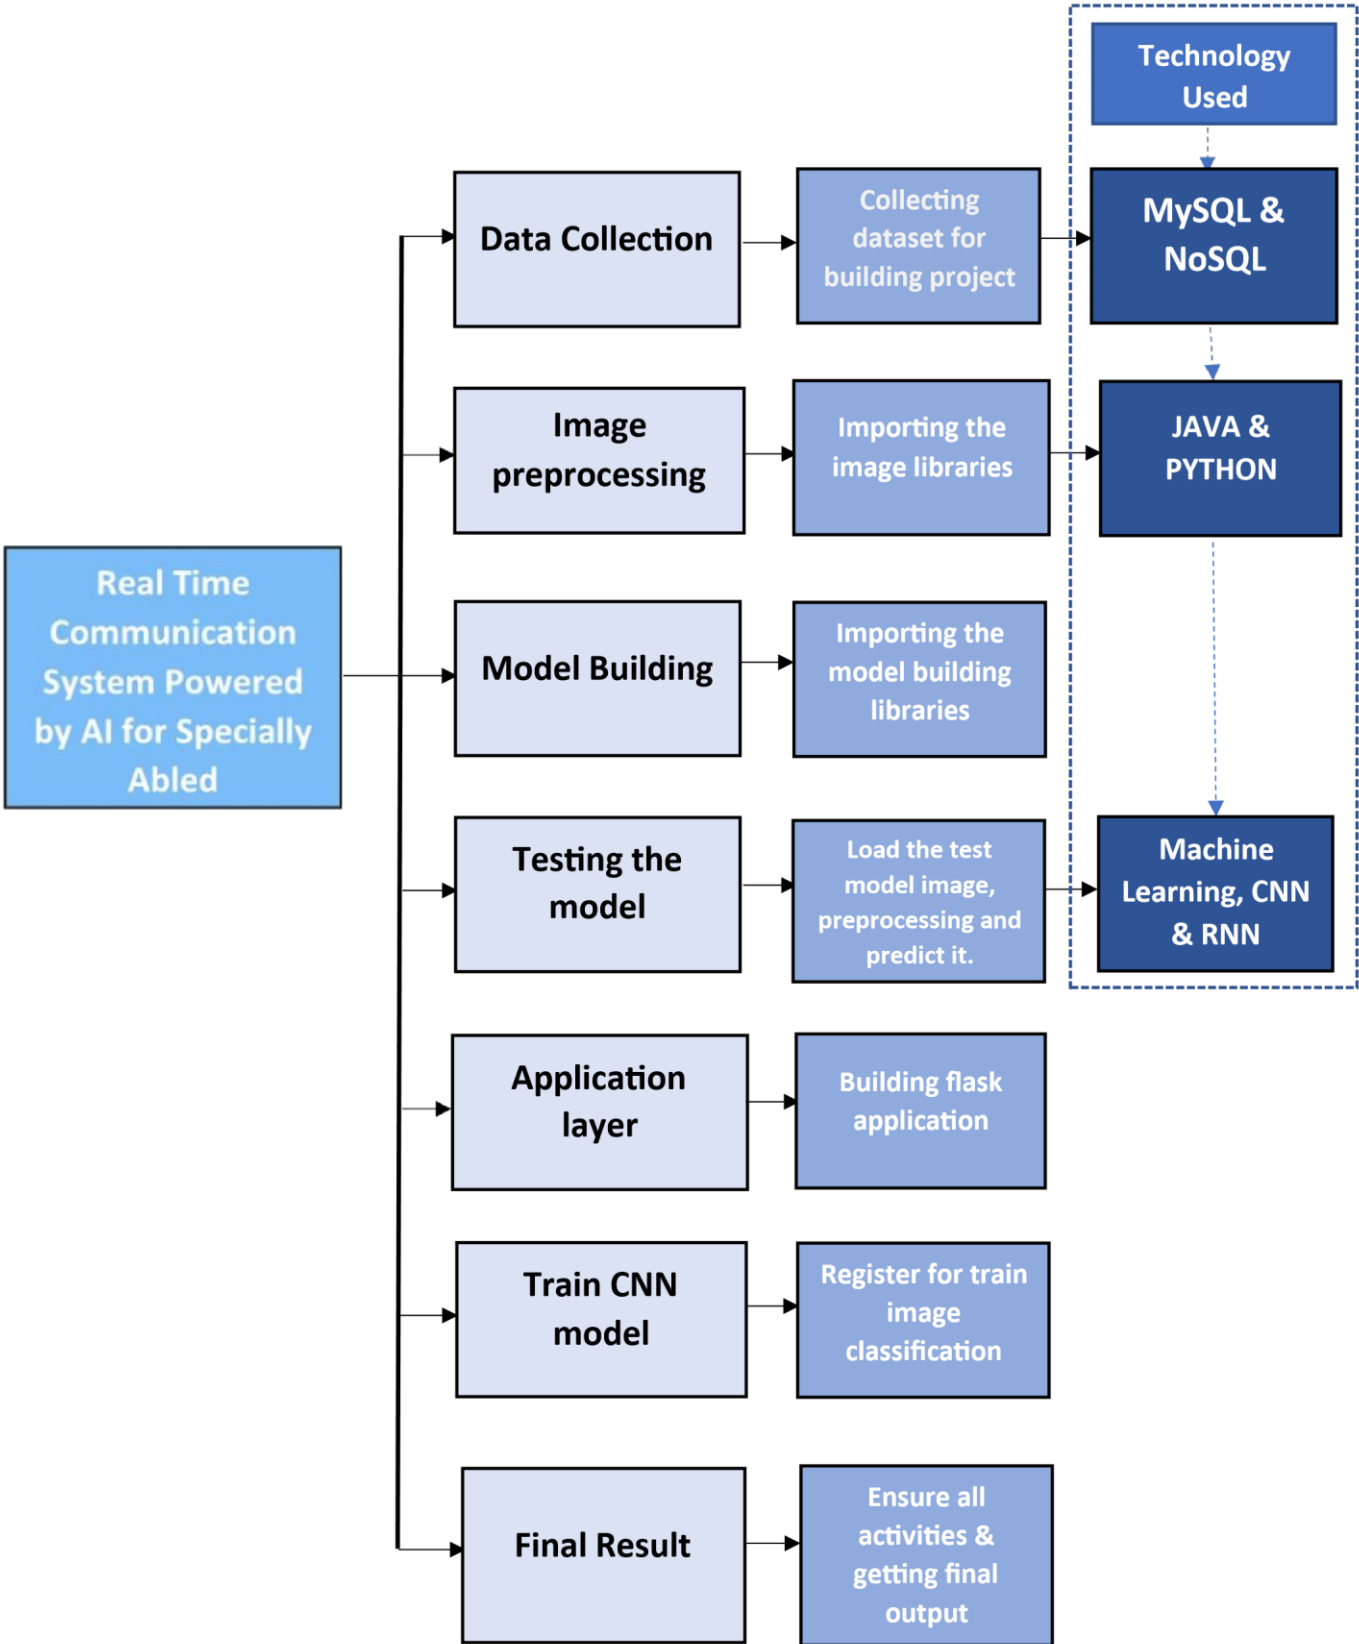 Technology
Used
Data Collection
Collecting
dataset for
building project
MySQL &
NoSQL
Image
preprocessing
Importing the
image libraries
JAVA &
PYTHON
Real Time
Communication
System Powered
by AI for Specially
Abled
Model Building
Importing the
model building
libraries
Testing the
model
Load the test
model image,
preprocessing and
predict it.
Machine
Learning, CNN
& RNN
Application
layer
Building flask
application
Train CNN
model
Register for train
image
classification
Final Result
Ensure all
activities &
getting final
output